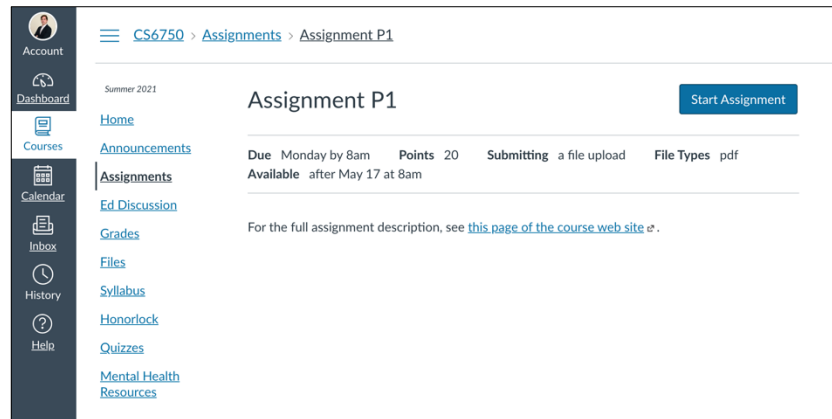 Account
Dashboard
Courses
Calendar
Inbox
History
Help
CS6750 > Assignments > Assignment P1
Summer 2021
Home
Announcements
Assignments
Ed Discussion
Grades
Files
Syllabus
Honorlock
Quizzes
Mental Health
Resources
Assignment P1
Start Assignment
Due Monday by 8am Points 20 Submitting a file upload File Types pdf
Available after May 17 at 8am
For the full assignment description, see this page of the course web site .